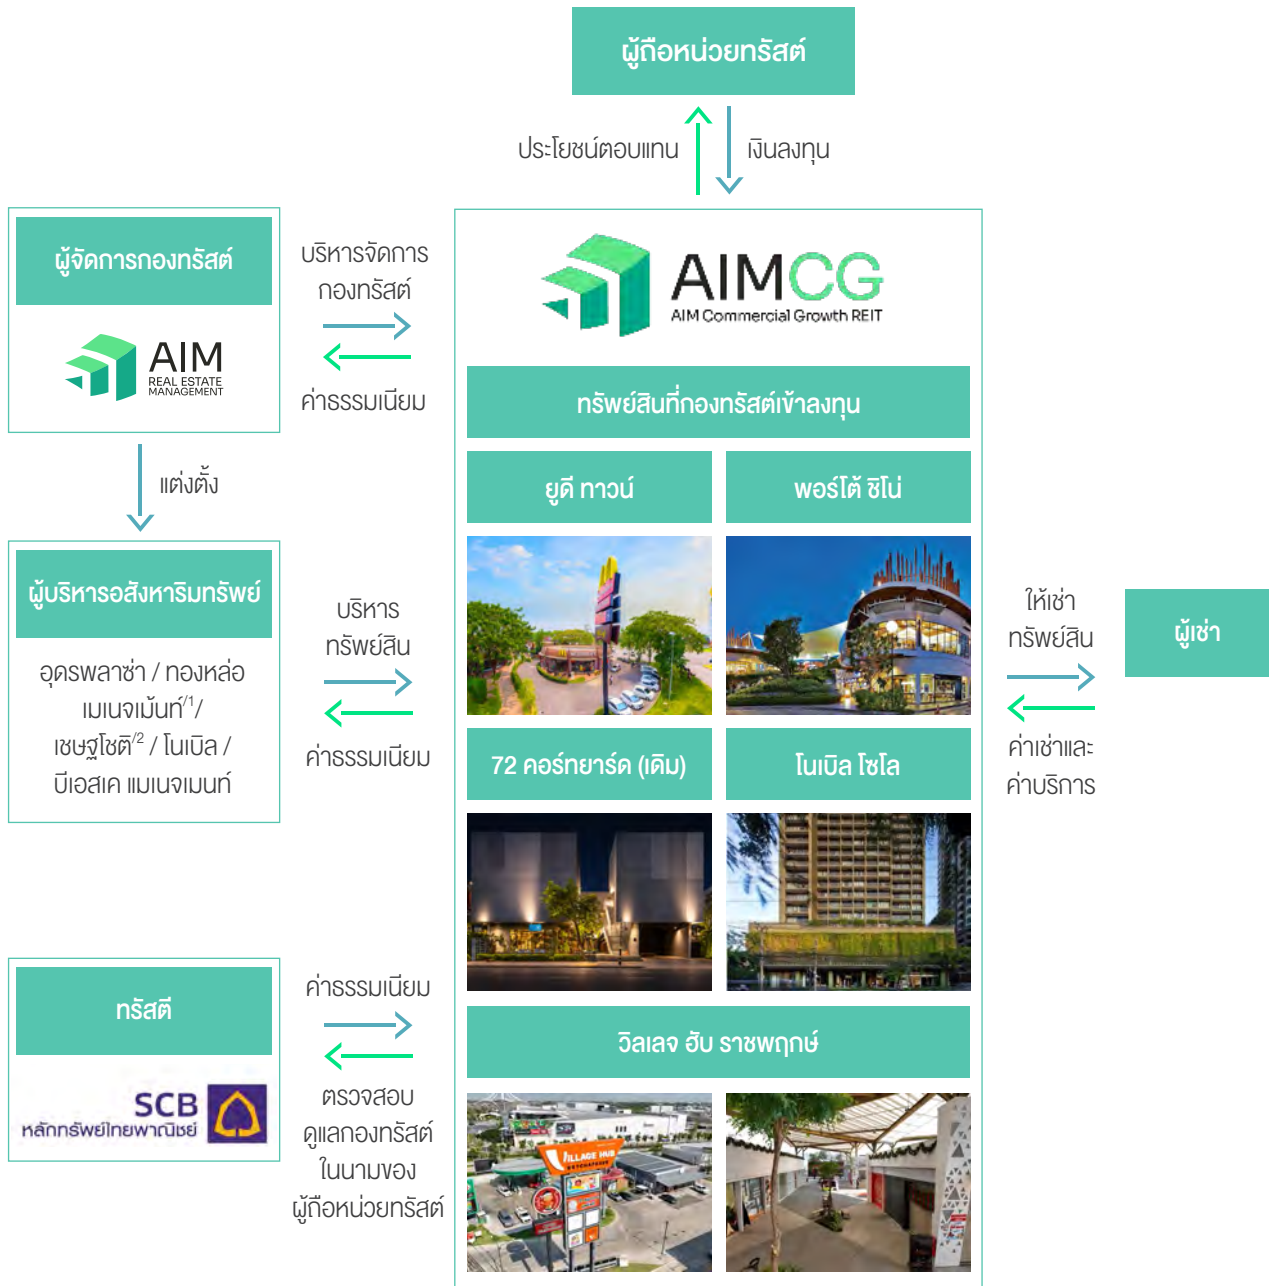 ผู้ถือหน่วยทรัสต์
ประโยชน์ตอบแทน
เงินลงทุน
ผู้จัดการกองทรัสต์
AIM
REAL ESTATE
MANAGEMENT
บริหารจัดการ
กองทรัสต์
ค่าธรรมเนียม
AIMCG
AIM Commercial Growth REIT
ทรัพย์สินที่กองทรัสต์เข้าลงทุน
แต่งตั้ง
ยูดี ทาวน์
พอร์โต้ ชิโน่
ผู้บริหารอสังหาริมทรัพย์
อุดรพลาซ่า / ทองหล่อ
เมเนจเม้นท์/1/
เชษฐโชติ/2 / โนเบิล /
บีเอสเค แมเนจเมนท์
บริหาร
ทรัพย์สิน
ค่าธรรมเนียม
ให้เช่า
ทรัพย์สิน
ค่าเช่าและ
ค่าบริการ
ผู้เช่า
72 คอร์ทยาร์ด (เดิม)
โนเบิล โซโล
ทรัสตี
SCB
หลักทรัพย์ไทยพาณิชย์
ค่าธรรมเนียม
ตรวจสอบ
ดูแลกองทรัสต์
ในนามของ
ผู้ถือหน่วยทรัสต์
วิลเลจ ฮับ ราชพฤกษ์
VILLAGE HUB